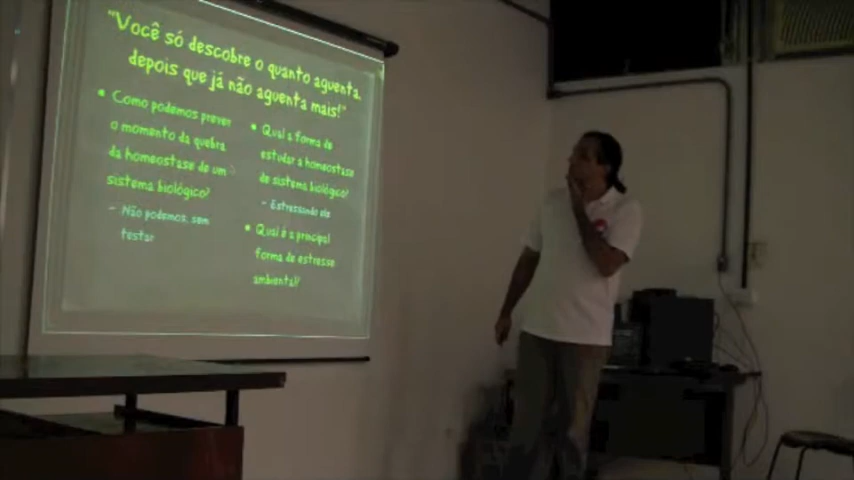 "Você só descobre o quanto aguenta,
depois que já não aguenta mais!"
• Como podemos prever
o momento da quebra
da homeostase de um
sistema biológico?
– Não podemos, sem
testar
• Qual a forma de
estudar a homeostase
de sistema biológico?
– Estressando ele
• Qual é a principal
forma de estresse
ambiental?